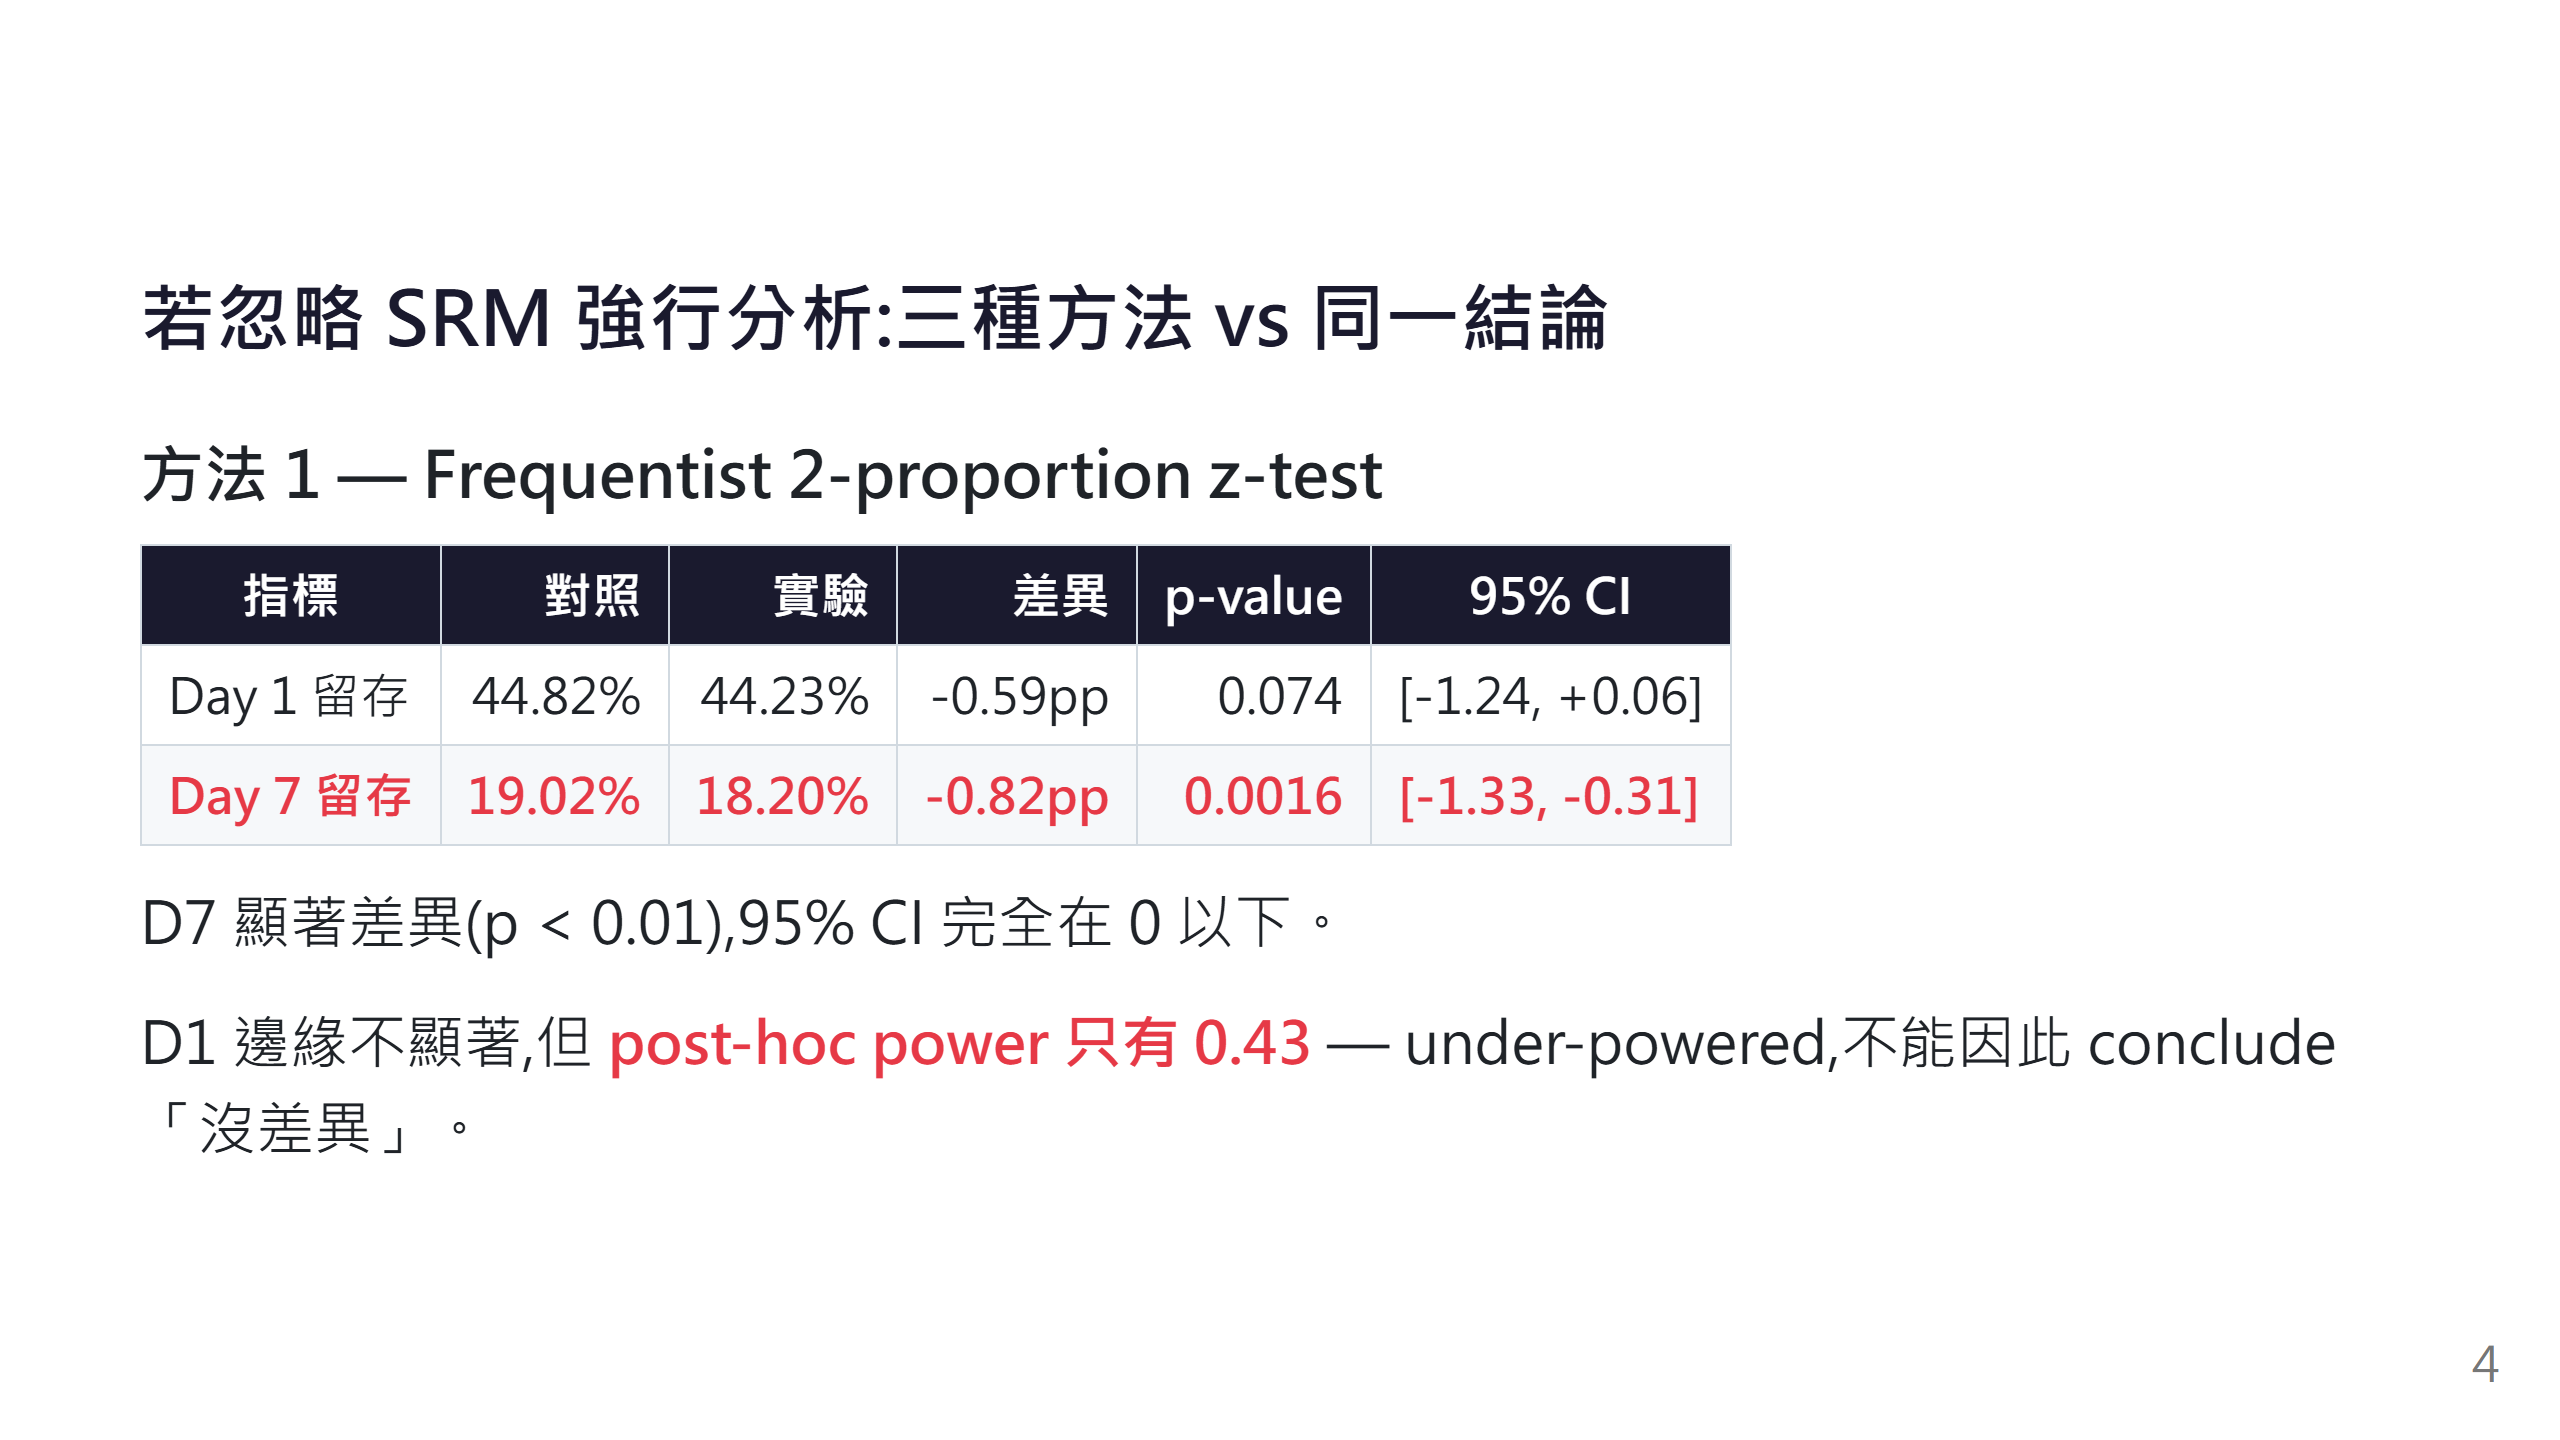 若忽略 SRM 強行分析:三種方法 vs 同一結論
方法 1 — Frequentist 2-proportion z-test
指標 對照 實驗 差異 p-value 95% CI
Day 1 留存 44.82% 44.23% -0.59pp 0.074 [-1.24, +0.06]
Day 7 留存 19.02% 18.20% -0.82pp 0.0016 [-1.33, -0.31]
D7 顯著差異(p < 0.01),95% CI 完全在 0 以下。
D1 邊緣不顯著,但 post-hoc power 只有 0.43 — under-powered,不能因此 conclude
「沒差異」。
4